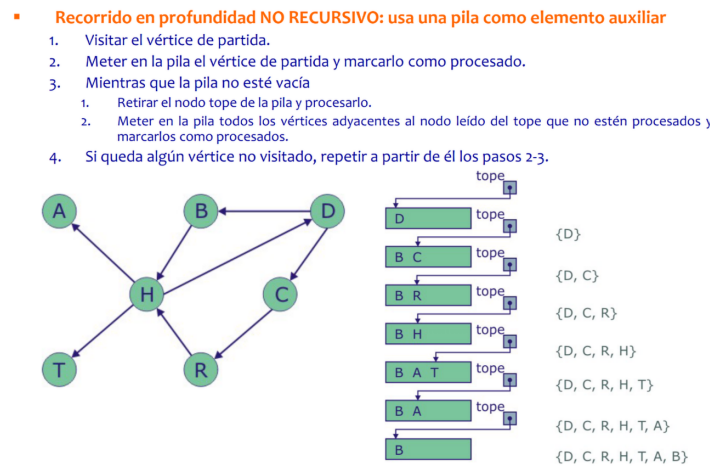 ▪ Recorrido en profundidad NO RECURSIVO: usa una pila como elemento auxiliar
1. Visitar el vértice de partida.
2. Meter en la pila el vértice de partida y marcarlo como procesado.
3. Mientras que la pila no esté vacía
1. Retirar el nodo tope de la pila y procesarlo.
2. Meter en la pila todos los vértices adyacentes al nodo leído del tope que no estén procesados y
marcarlos como procesados.
4. Si queda algún vértice no visitado, repetir a partir de él los pasos 2-3.
A
B
D
H
C
T
R
tope
D
tope
{D}
B C
tope
{D, C}
B R
tope
{D, C, R}
B H
tope
{D, C, R, H}
B A T
tope
{D, C, R, H, T}
B A
tope
{D, C, R, H, T, A}
B
{D, C, R, H, T, A, B}